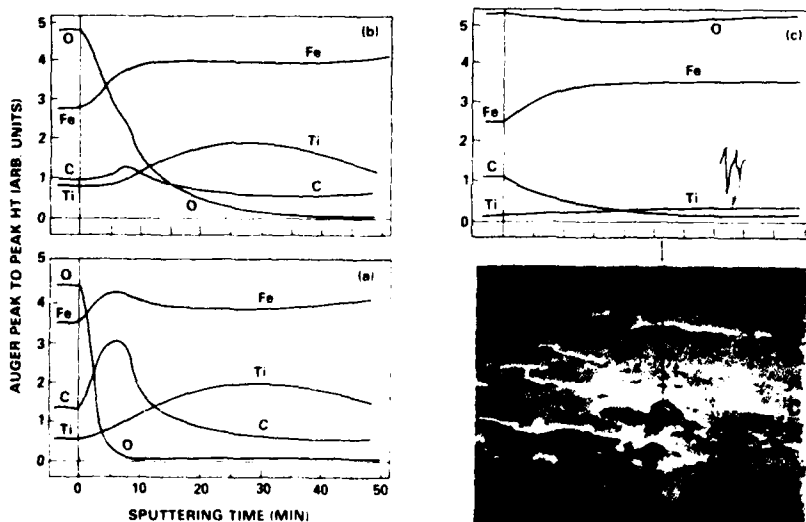 AUGER PEAK TO PEAK HT (ARB. UNITS)
(b)
5
4
3
2
1
0
O
Fe
C
Ti
Fe
Ti
C
O
(a)
5
4
3
2
1
0
O
Fe
C
Ti
Fe
Ti
C
O
0 10 20 30 40 50
SPUTTERING TIME (MIN)
(c)
5
4
3
2
1
0
Fe
C
Ti
O
Fe
Ti
C